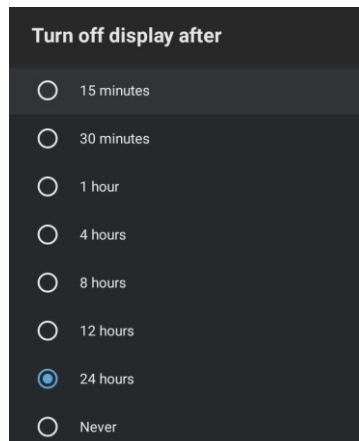 Turn off display after
15 minutes
30 minutes
1 hour
4 hours
8 hours
12 hours
24 hours
Never